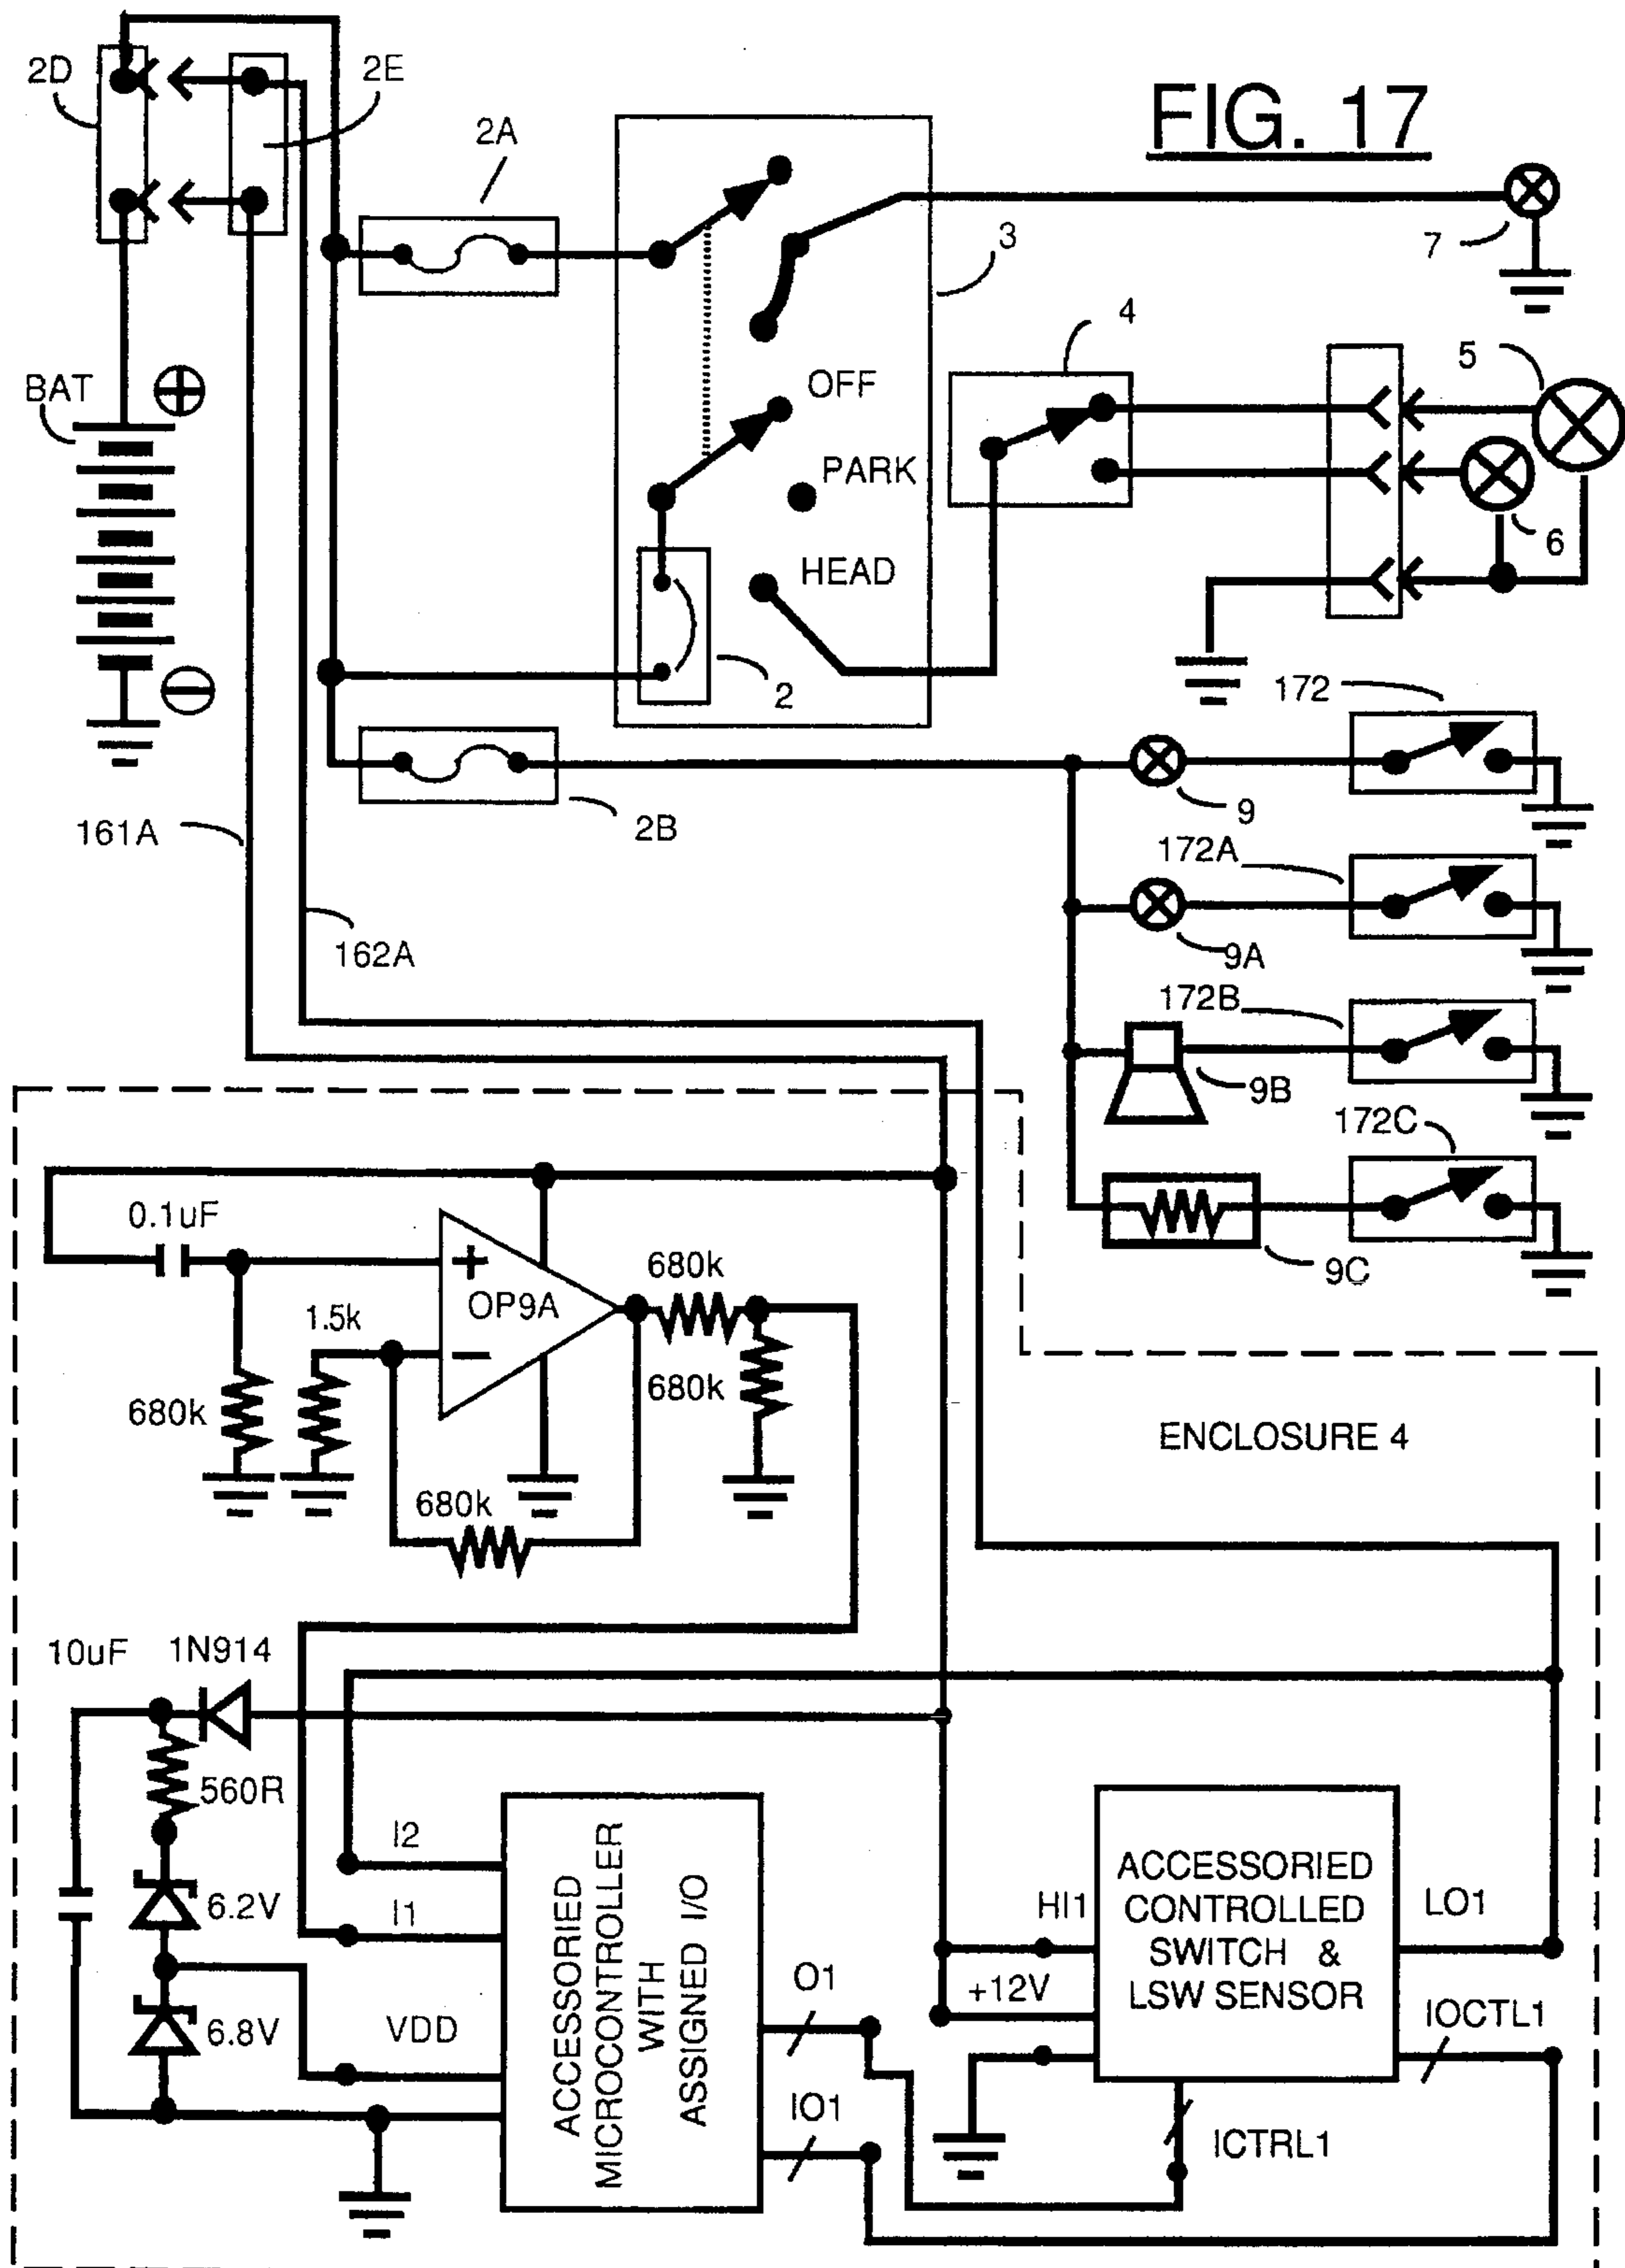 FIG. 17
2D
2E
2A
3
7
4
5
BAT
OFF
PARK
6
HEAD
2
172
9
2B
161A
172A
9A
162A
172B
9B
172C
9C
0.1uF
680k
OP9A
1.5k
680k
680k
680k
ENCLOSURE 4
10uF
1N914
560R
I2
6.2V
I1
6.8V
VDD
ACCESSORIED
MICROCONTROLLER
WITH
ASSIGNED I/O
O1
IO1
HI1
+12V
ACCESSORIED
CONTROLLED
SWITCH &
LSW SENSOR
LO1
IOCTL1
ICTRL1